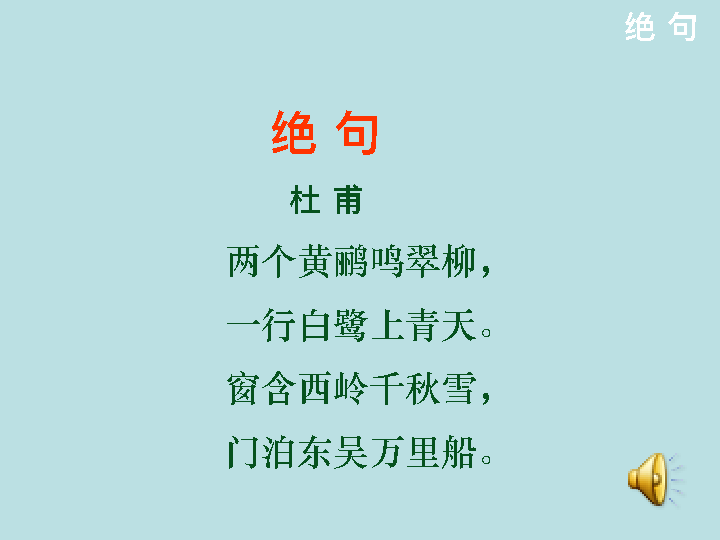 绝句
绝句
杜甫
两个黄鹂鸣翠柳，
一行白鹭上青天。
窗含西岭千秋雪，
门泊东吴万里船。